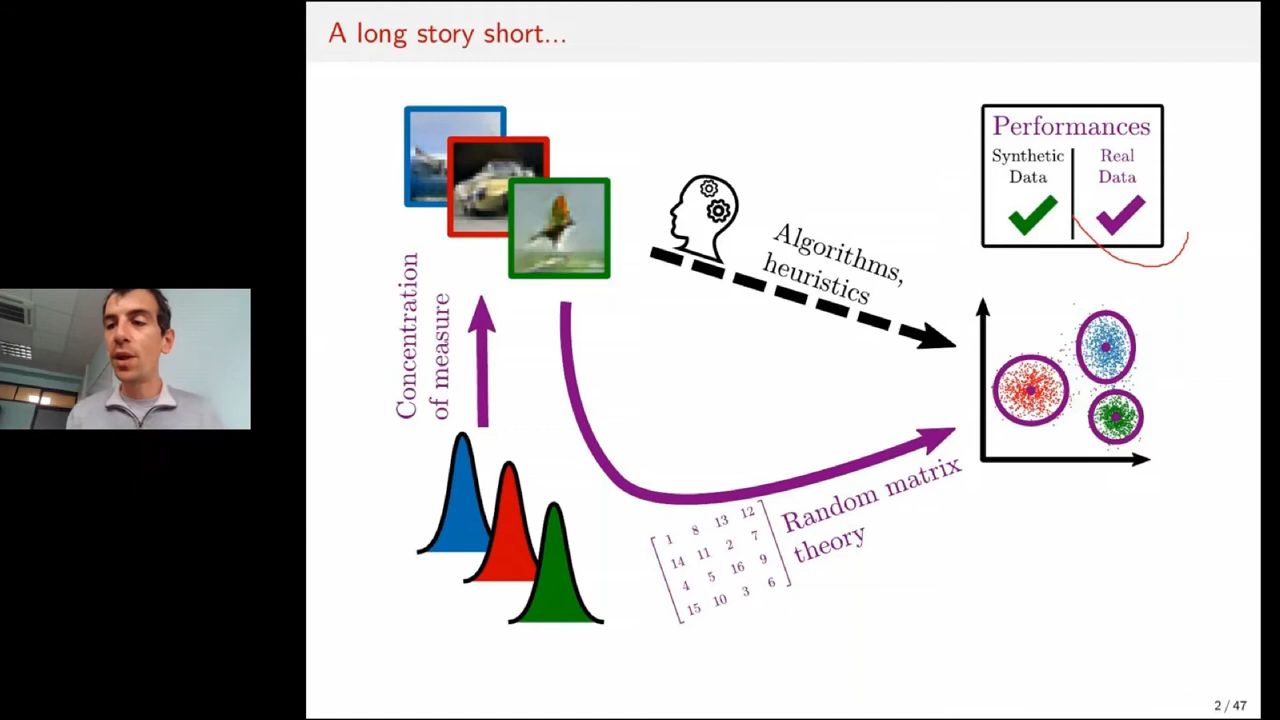 A long story short...
Performances
Synthetic
Data
Real
Data
Algorithms,
heuristics
Concentration
of measure
Random matrix
theory
1 8 13 12
14 11 2 7
4 5 16 9
15 10 3 6
2 / 47